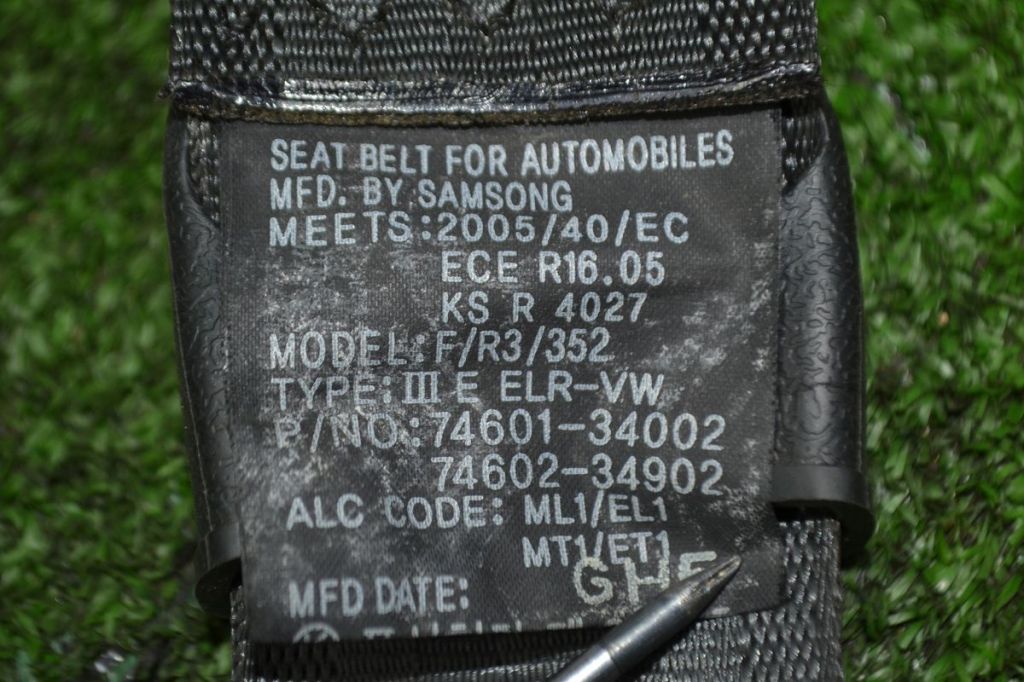 SEAT BELT FOR AUTOMOBILES
MFD. BY SAMSONG
MEETS:2005/40/EC
ECE R16.05
KS R 4027
MODEL:F/R3/352
TYPE:III E ELR-VW
P/NO.:74601-34002
74602-34902
ALC CODE: ML1/EL1
MT1/ET1
MFD DATE: